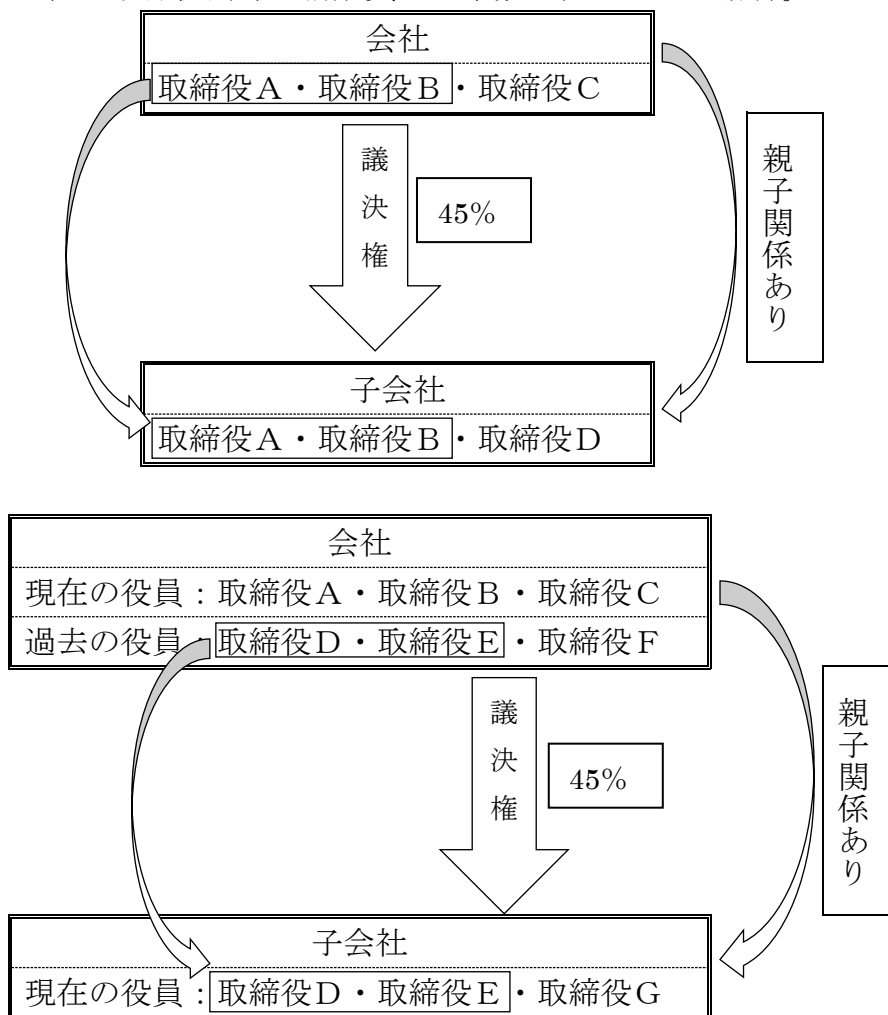 会社
取締役A・取締役B・取締役C
議決権
45%
親子関係あり
子会社
取締役A・取締役B・取締役D
会社
現在の役員：取締役A・取締役B・取締役C
過去の役員：取締役D・取締役E・取締役F
議決権
45%
親子関係あり
子会社
現在の役員：取締役D・取締役E・取締役G